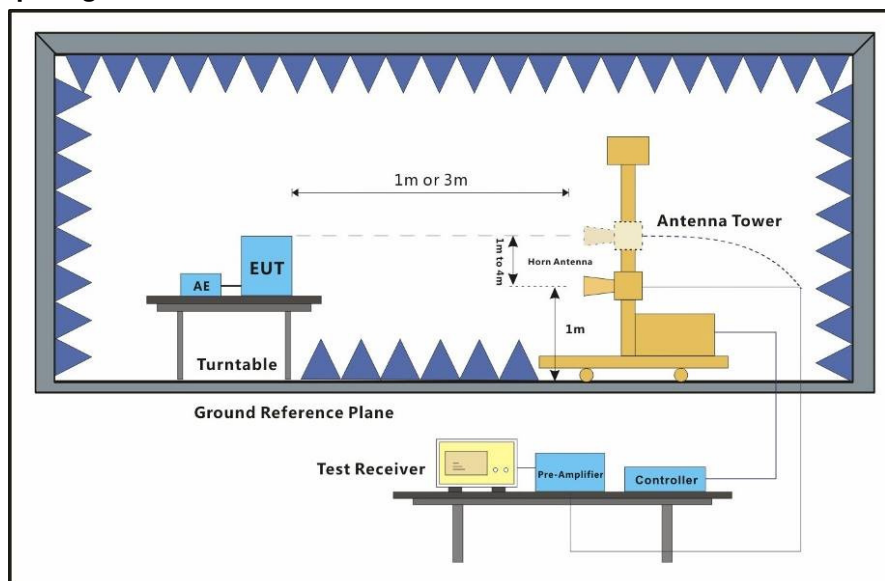 1m or 3m
Antenna Tower
1m to 4m
Horn Antenna
EUT
AE
1m
Turntable
Ground Reference Plane
Test Receiver
Pre-Amplifier
Controller